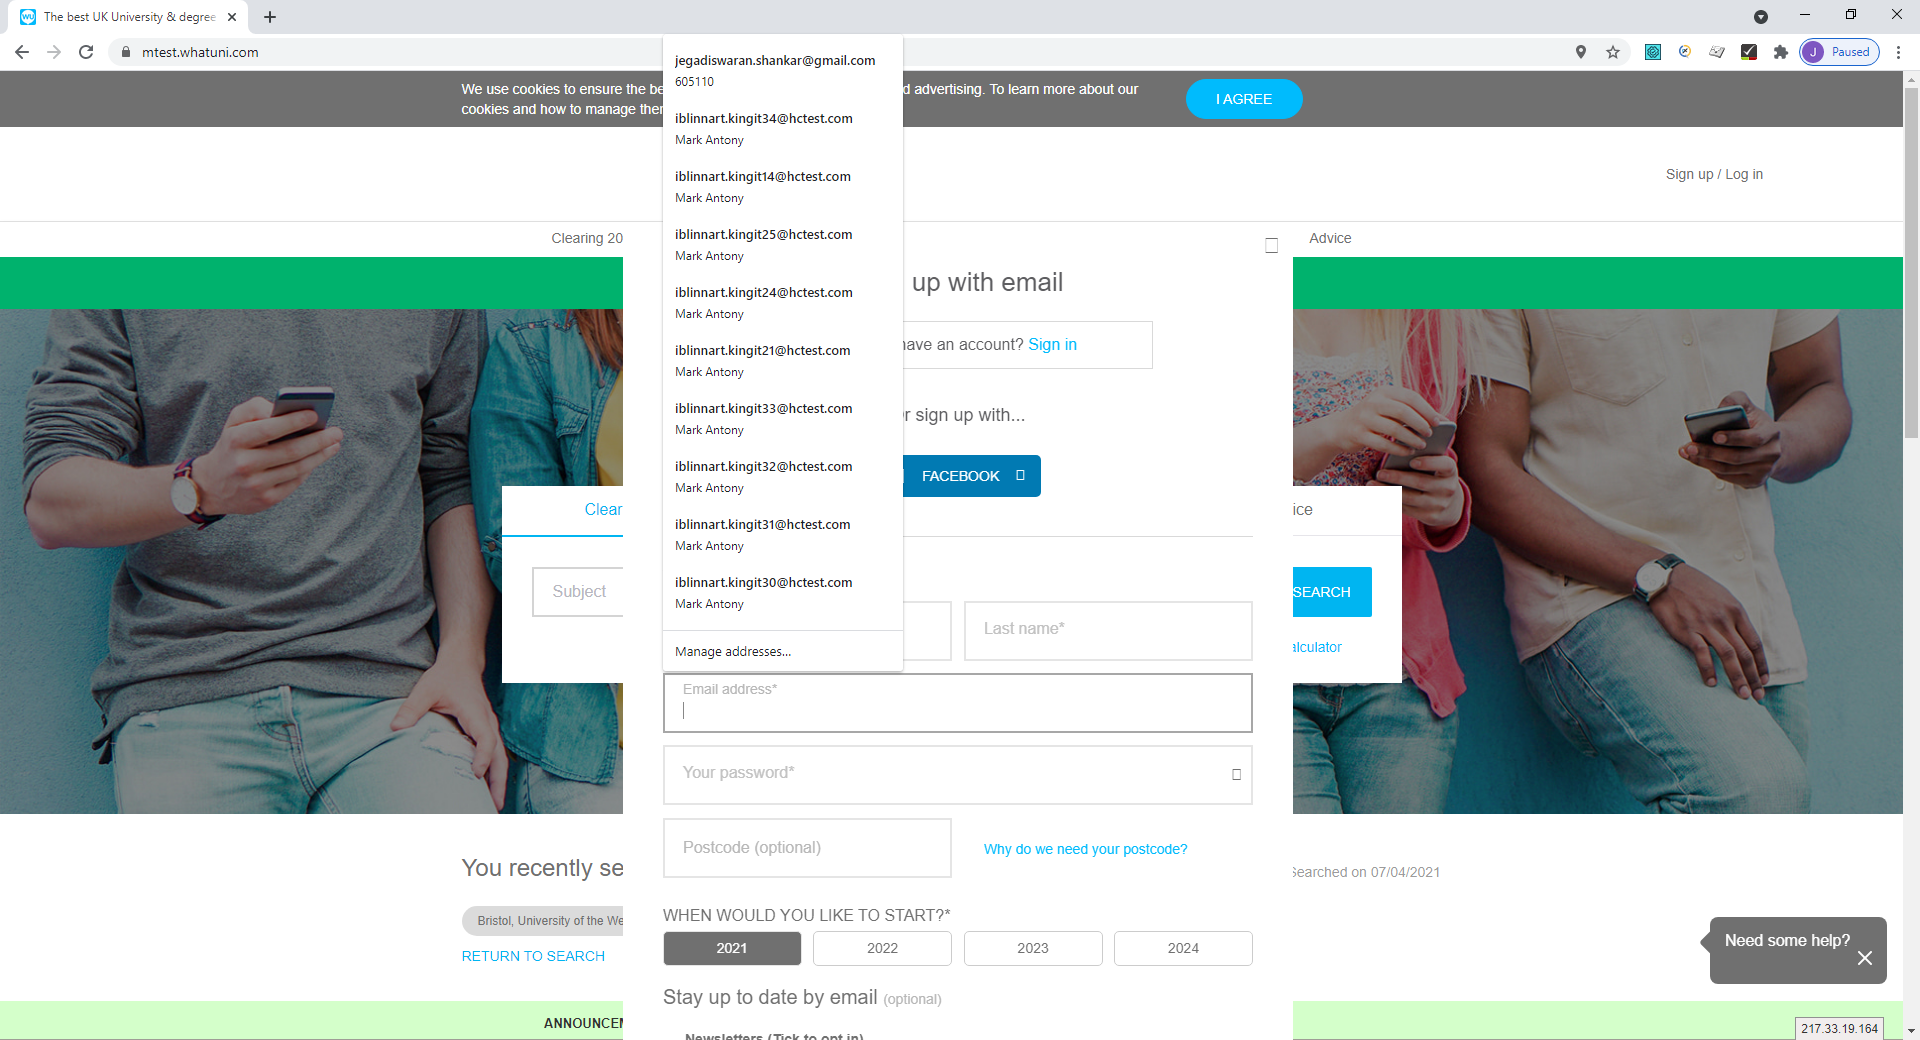 The best UK University & degree
mtest.whatuni.com
J Paused
We use cookies to ensure the be
d advertising. To learn more about our
cookies and how to manage the
I AGREE
Sign up / Log in
Clearing 20
Advice
jegadiswaran.shankar@gmail.com
605110
iblinnart.kingit34@hctest.com
Mark Antony
iblinnart.kingit14@hctest.com
Mark Antony
iblinnart.kingit25@hctest.com
Mark Antony
iblinnart.kingit24@hctest.com
Mark Antony
iblinnart.kingit21@hctest.com
Mark Antony
iblinnart.kingit33@hctest.com
Mark Antony
iblinnart.kingit32@hctest.com
Mark Antony
iblinnart.kingit31@hctest.com
Mark Antony
iblinnart.kingit30@hctest.com
Mark Antony
Manage addresses...
up with email
have an account? Sign in
r sign up with...
FACEBOOK
Clear
ice
Subject
SEARCH
alculator
Last name*
Email address*
Your password*
Postcode (optional)
Why do we need your postcode?
WHEN WOULD YOU LIKE TO START?*
2021
2022
2023
2024
Stay up to date by email (optional)
Newsletters (Tick to opt in)
You recently se
Searched on 07/04/2021
Bristol, University of the We
RETURN TO SEARCH
Need some help?
ANNOUNCEM
217.33.19.164